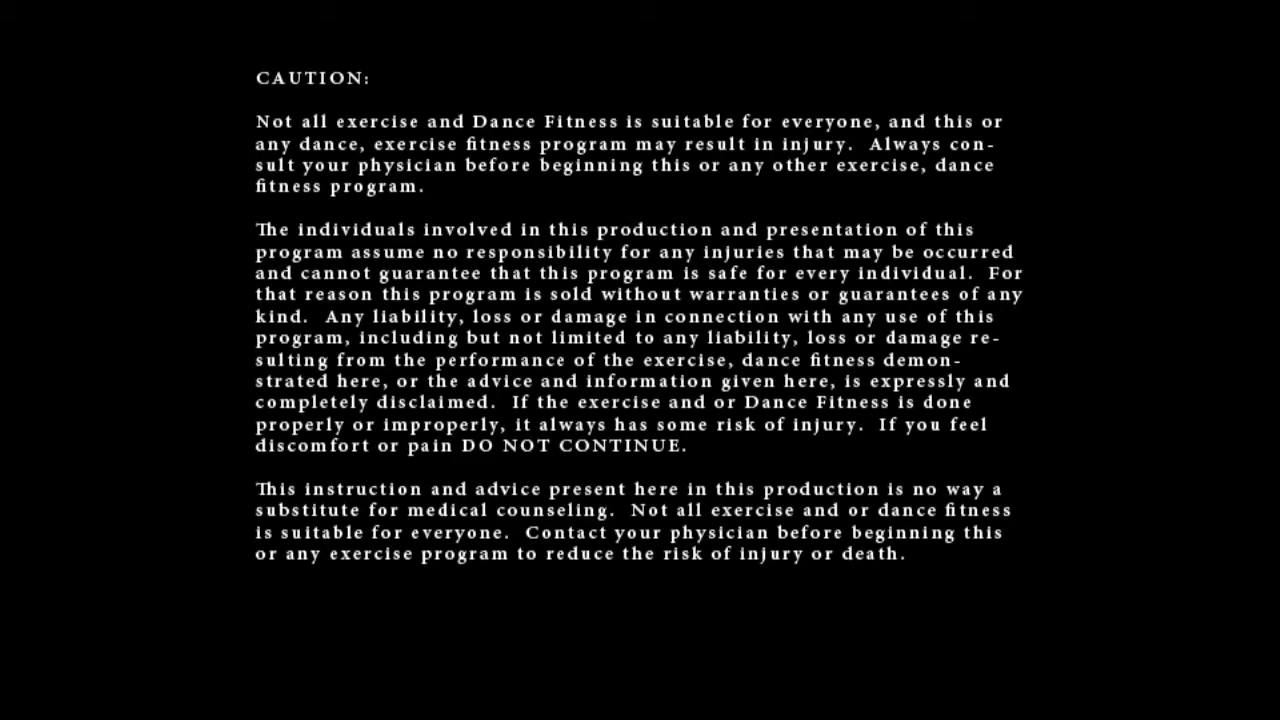 CAUTION:
Not all exercise and Dance Fitness is suitable for everyone, and this or
any dance, exercise fitness program may result in injury.  Always con-
sult your physician before beginning this or any other exercise, dance
fitness program.
The individuals involved in this production and presentation of this
program assume no responsibility for any injuries that may be occurred
and cannot guarantee that this program is safe for every individual.  For
that reason this program is sold without warranties or guarantees of any
kind.  Any liability, loss or damage in connection with any use of this
program, including but not limited to any liability, loss or damage re-
sulting from the performance of the exercise, dance fitness demon-
strated here, or the advice and information given here, is expressly and
completely disclaimed.  If the exercise and or Dance Fitness is done
properly or improperly, it always has some risk of injury.  If you feel
discomfort or pain DO NOT CONTINUE.
This instruction and advice present here in this production is no way a
substitute for medical counseling.  Not all exercise and or dance fitness
is suitable for everyone.  Contact your physician before beginning this
or any exercise program to reduce the risk of injury or death.